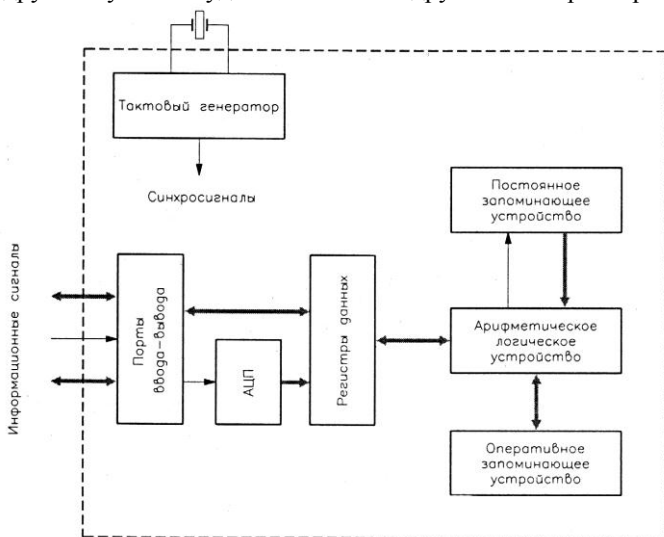 Тактовый генератор
Синхросигналы
Постоянное
запоминающее
устройство
Информационные сигналы
Порты
ввода-вывода
АЦП
Регистры данных
Арифметическое
логическое
устройство
Оперативное
запоминающее
устройство